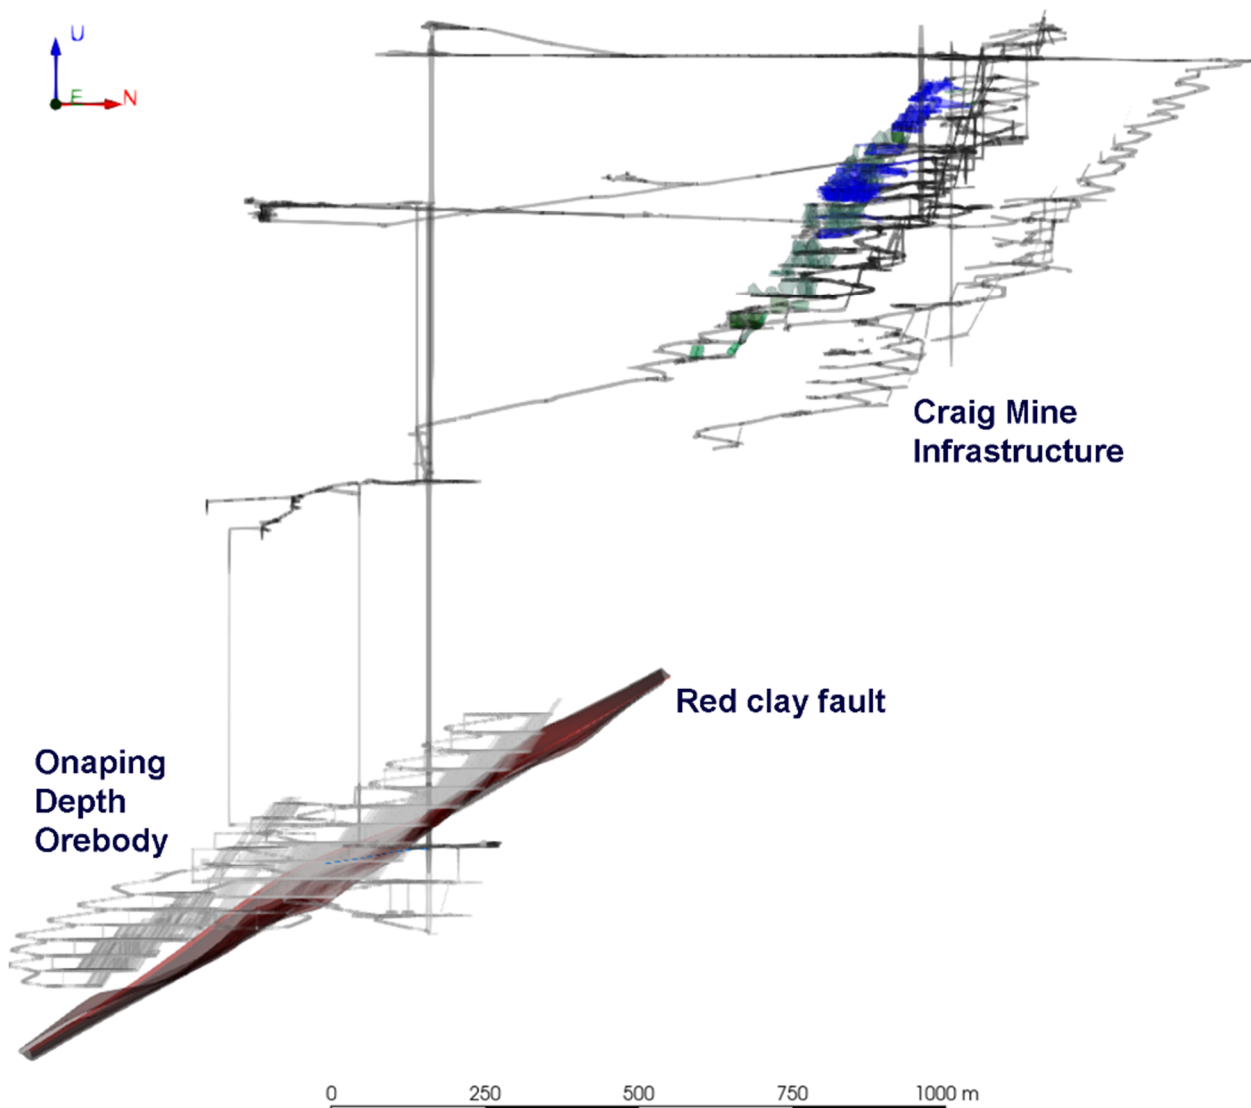 U
E
N
Craig Mine
Infrastructure
Red clay fault
Onaping
Depth
Orebody
0 250 500 750 1000 m